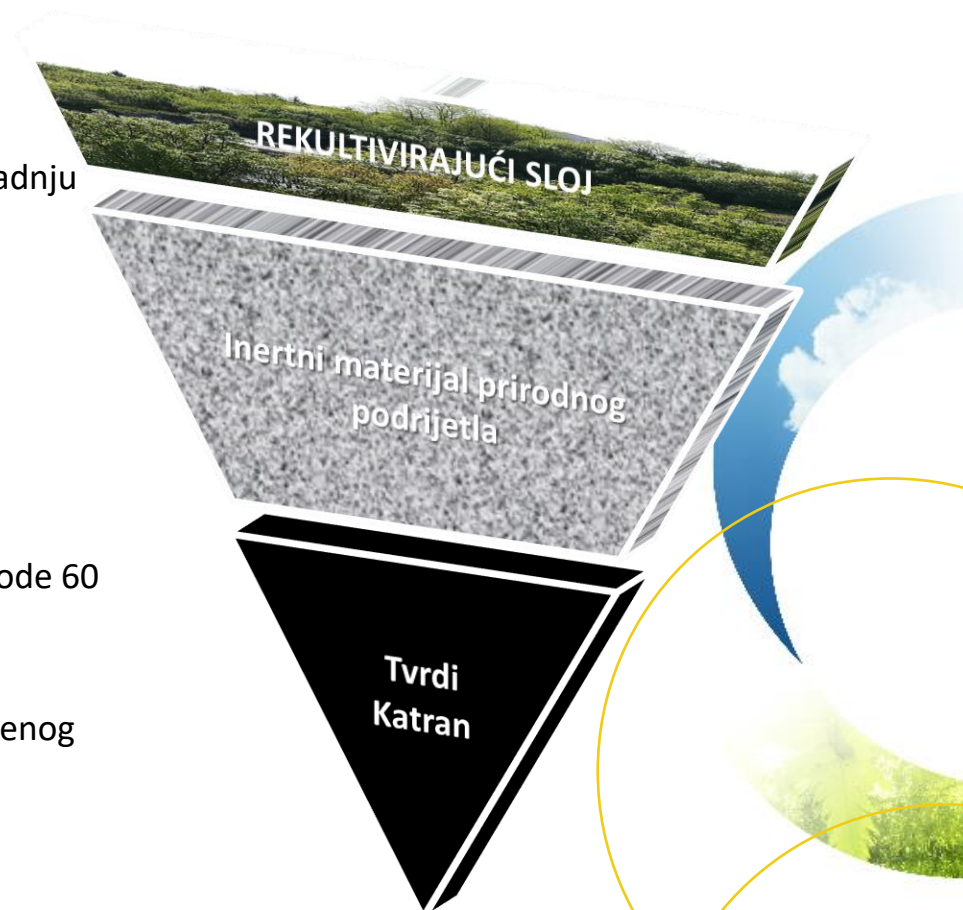 REKULTIVIRAJUĆI SLOJ
adnju
Inertni materijal prirodnog
podrijetla
ode 60
Tvrdi
Katran
enog